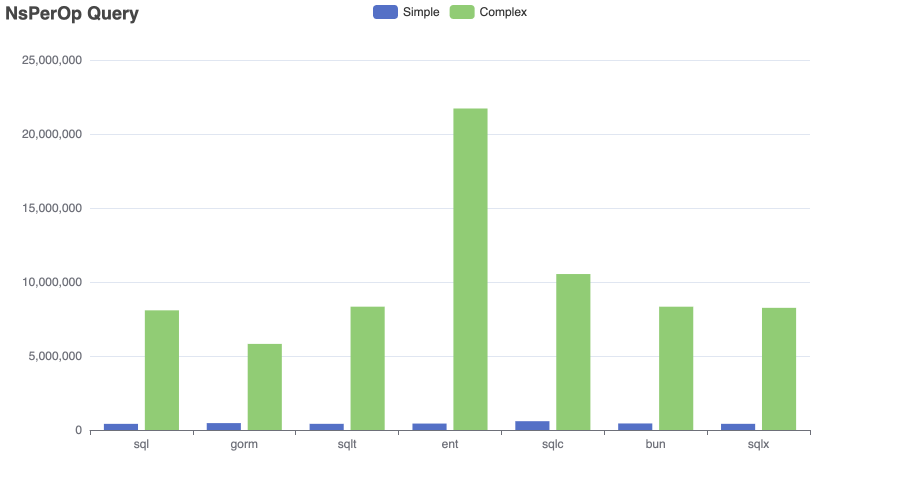 NsPerOp Query
Simple Complex
25,000,000
20,000,000
15,000,000
10,000,000
5,000,000
0
sql gorm sqlt ent sqlc bun sqlx